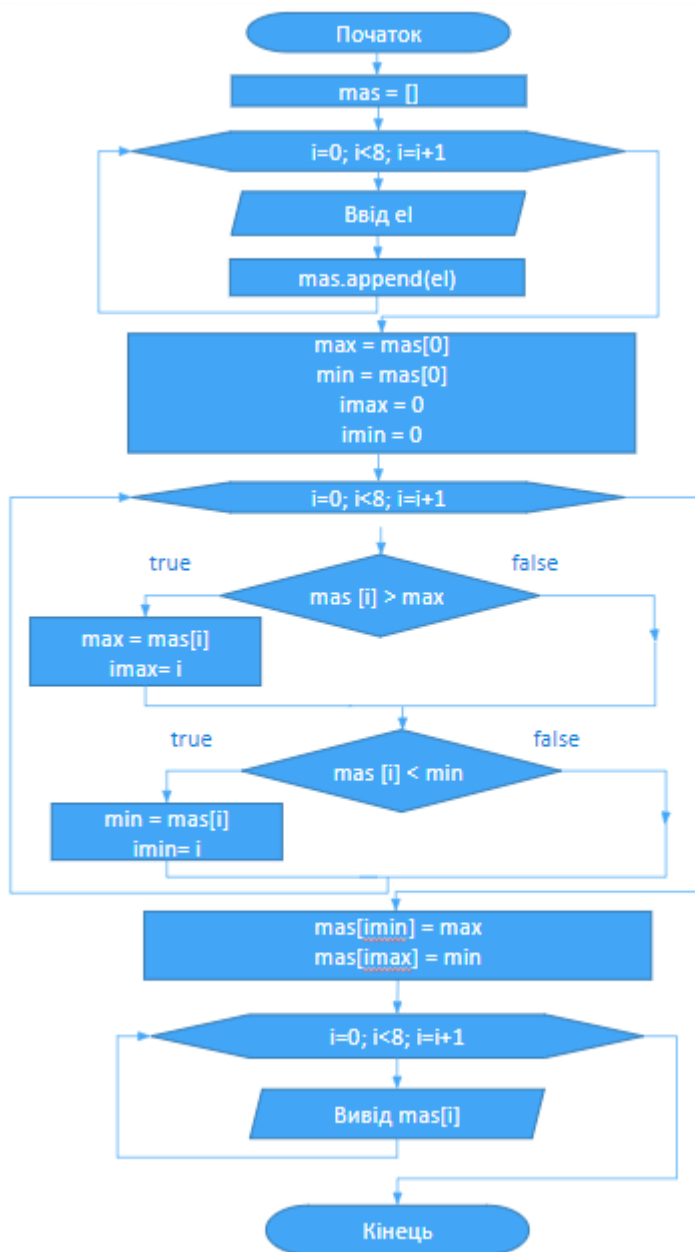 Початок
mas = []
i=0; i<8; i=i+1
Ввід el
mas.append(el)
max = mas[0]
min = mas[0]
imax = 0
imin = 0
i=0; i<8; i=i+1
true
false
mas [i] > max
max = mas[i]
imax= i
true
false
mas [i] < min
min = mas[i]
imin= i
mas[imin] = max
mas[imax] = min
i=0; i<8; i=i+1
Вивід mas[i]
Кінець